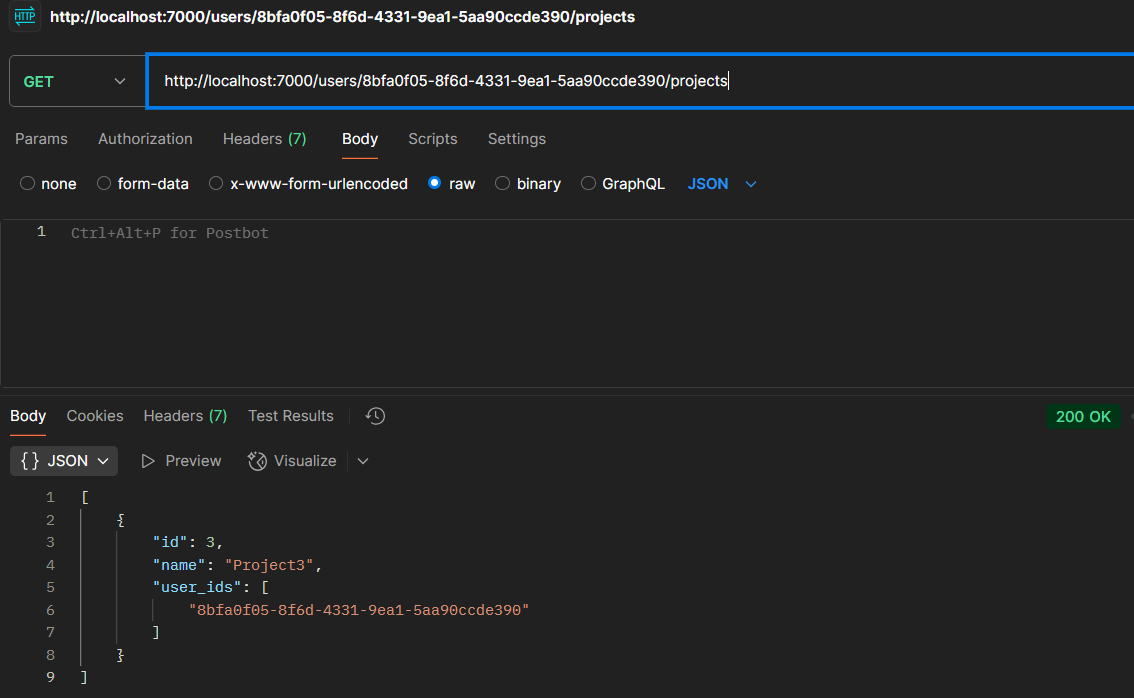 HTTP http://localhost:7000/users/8bfa0f05-8f6d-4331-9ea1-5aa90ccde390/projects
GET http://localhost:7000/users/8bfa0f05-8f6d-4331-9ea1-5aa90ccde390/projects
Params Authorization Headers (7) Body Scripts Settings
none form-data x-www-form-urlencoded raw binary GraphQL JSON
1 Ctrl+Alt+P for Postbot
Body Cookies Headers (7) Test Results 200 OK
{} JSON Preview Visualize
1 [
2 {
3 "id": 3,
4 "name": "Project3",
5 "user_ids": [
6 "8bfa0f05-8f6d-4331-9ea1-5aa90ccde390"
7 ]
8 }
9 ]